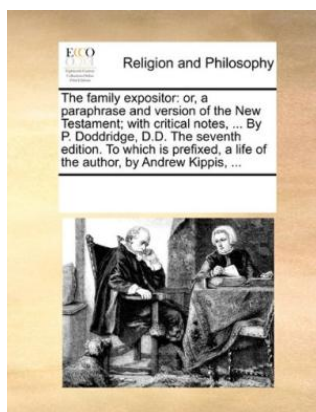 ECCO
Religion and Philosophy
The family expositor: or, a
paraphrase and version of the New
Testament; with critical notes, ... By
P. Doddridge, D.D. The seventh
edition. To which is prefixed, a life of
the author, by Andrew Kippis, ...